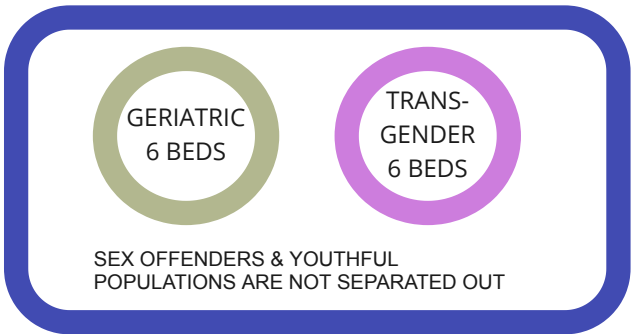 GERIATRIC
6 BEDS
TRANS-
GENDER
6 BEDS
SEX OFFENDERS & YOUTHFUL
POPULATIONS ARE NOT SEPARATED OUT